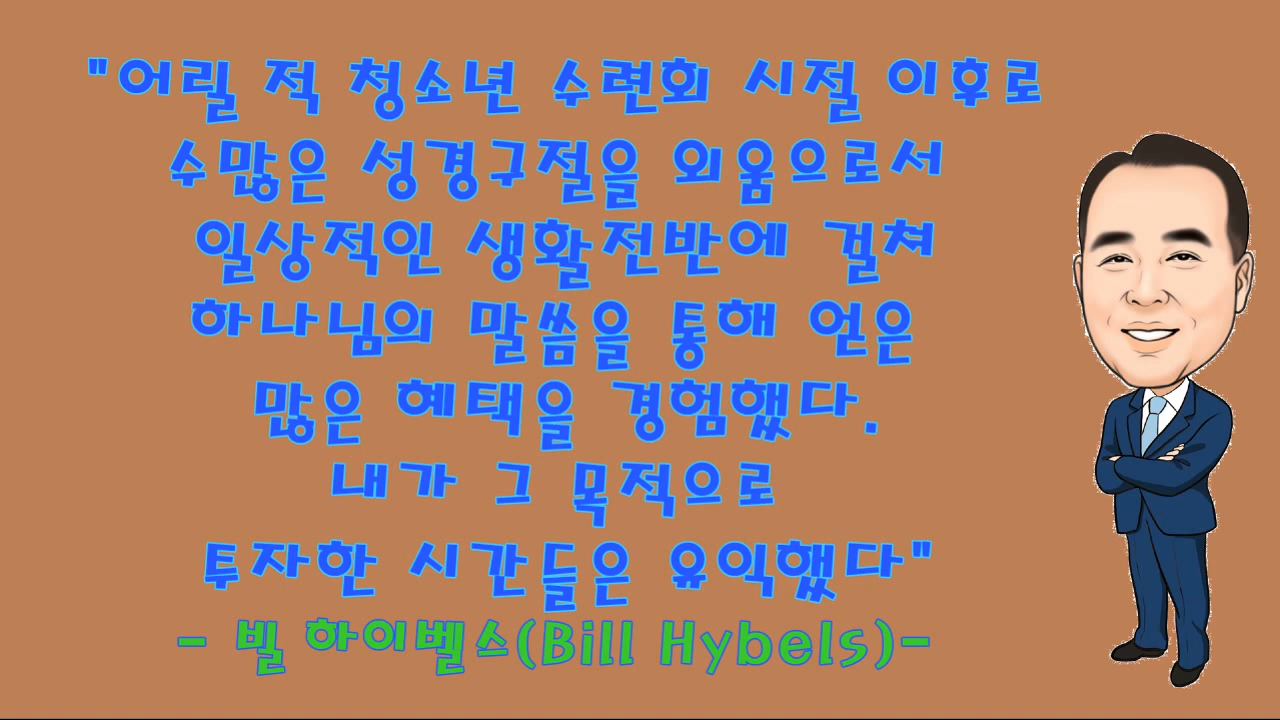 "어릴 적 청소년 수련회 시절 이후로
수많은 성경구절을 외움으로서
일상적인 생활전반에 걸쳐
하나님의 말씀을 통해 얻은
많은 혜택을 경험했다.
내가 그 목적으로
투자한 시간들은 유익했다"
- 빌 하이벨스(Bill Hybels)-